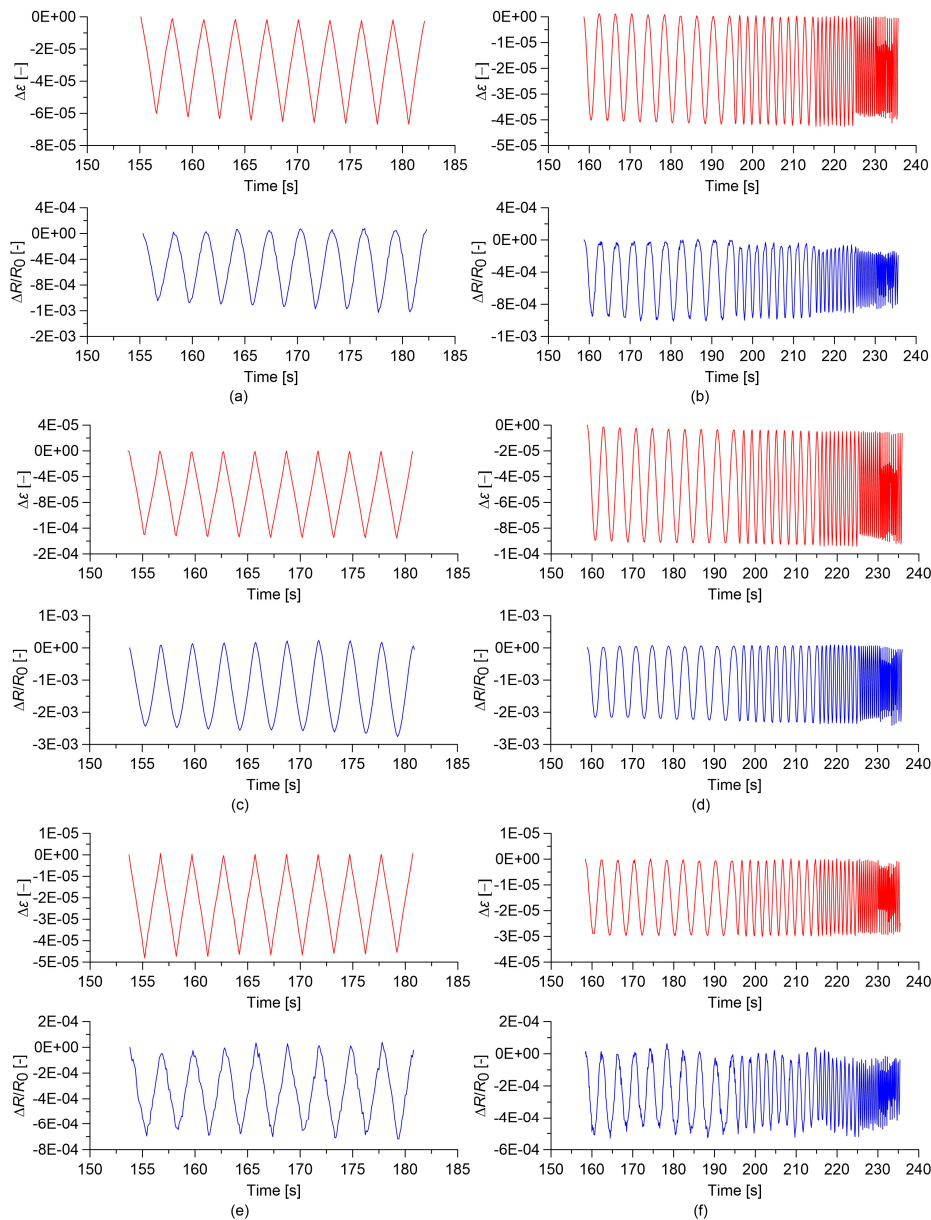 0E+00
-2E-05
-4E-05
-6E-05
-8E-05
Δε [–]
150 155 160 165 170 175 180 185
Time [s]
4E-04
0E+00
-4E-04
-8E-04
-1E-03
-2E-03
ΔR/R0 [-]
150 155 160 165 170 175 180 185
Time [s]
(a)
0E+00
-1E-05
-2E-05
-3E-05
-4E-05
-5E-05
Δε [–]
150 160 170 180 190 200 210 220 230 240
Time [s]
4E-04
0E+00
-4E-04
-8E-04
-1E-03
ΔR/R0 [-]
150 160 170 180 190 200 210 220 230 240
Time [s]
(b)
4E-05
0E+00
-4E-05
-8E-05
-1E-04
-2E-04
Δε [–]
150 155 160 165 170 175 180 185
Time [s]
1E-03
0E+00
-1E-03
-2E-03
-3E-03
ΔR/R0 [-]
150 155 160 165 170 175 180 185
Time [s]
(c)
0E+00
-2E-05
-4E-05
-6E-05
-8E-05
-1E-04
Δε [–]
150 160 170 180 190 200 210 220 230 240
Time [s]
1E-03
0E+00
-1E-03
-2E-03
-3E-03
ΔR/R0 [-]
150 160 170 180 190 200 210 220 230 240
Time [s]
(d)
1E-05
0E+00
-1E-05
-2E-05
-3E-05
-4E-05
-5E-05
Δε [–]
150 155 160 165 170 175 180 185
Time [s]
2E-04
0E+00
-2E-04
-4E-04
-6E-04
-8E-04
ΔR/R0 [-]
150 155 160 165 170 175 180 185
Time [s]
(e)
1E-05
0E+00
-1E-05
-2E-05
-3E-05
-4E-05
Δε [–]
150 160 170 180 190 200 210 220 230 240
Time [s]
2E-04
0E+00
-2E-04
-4E-04
-6E-04
ΔR/R0 [-]
150 160 170 180 190 200 210 220 230 240
Time [s]
(f)